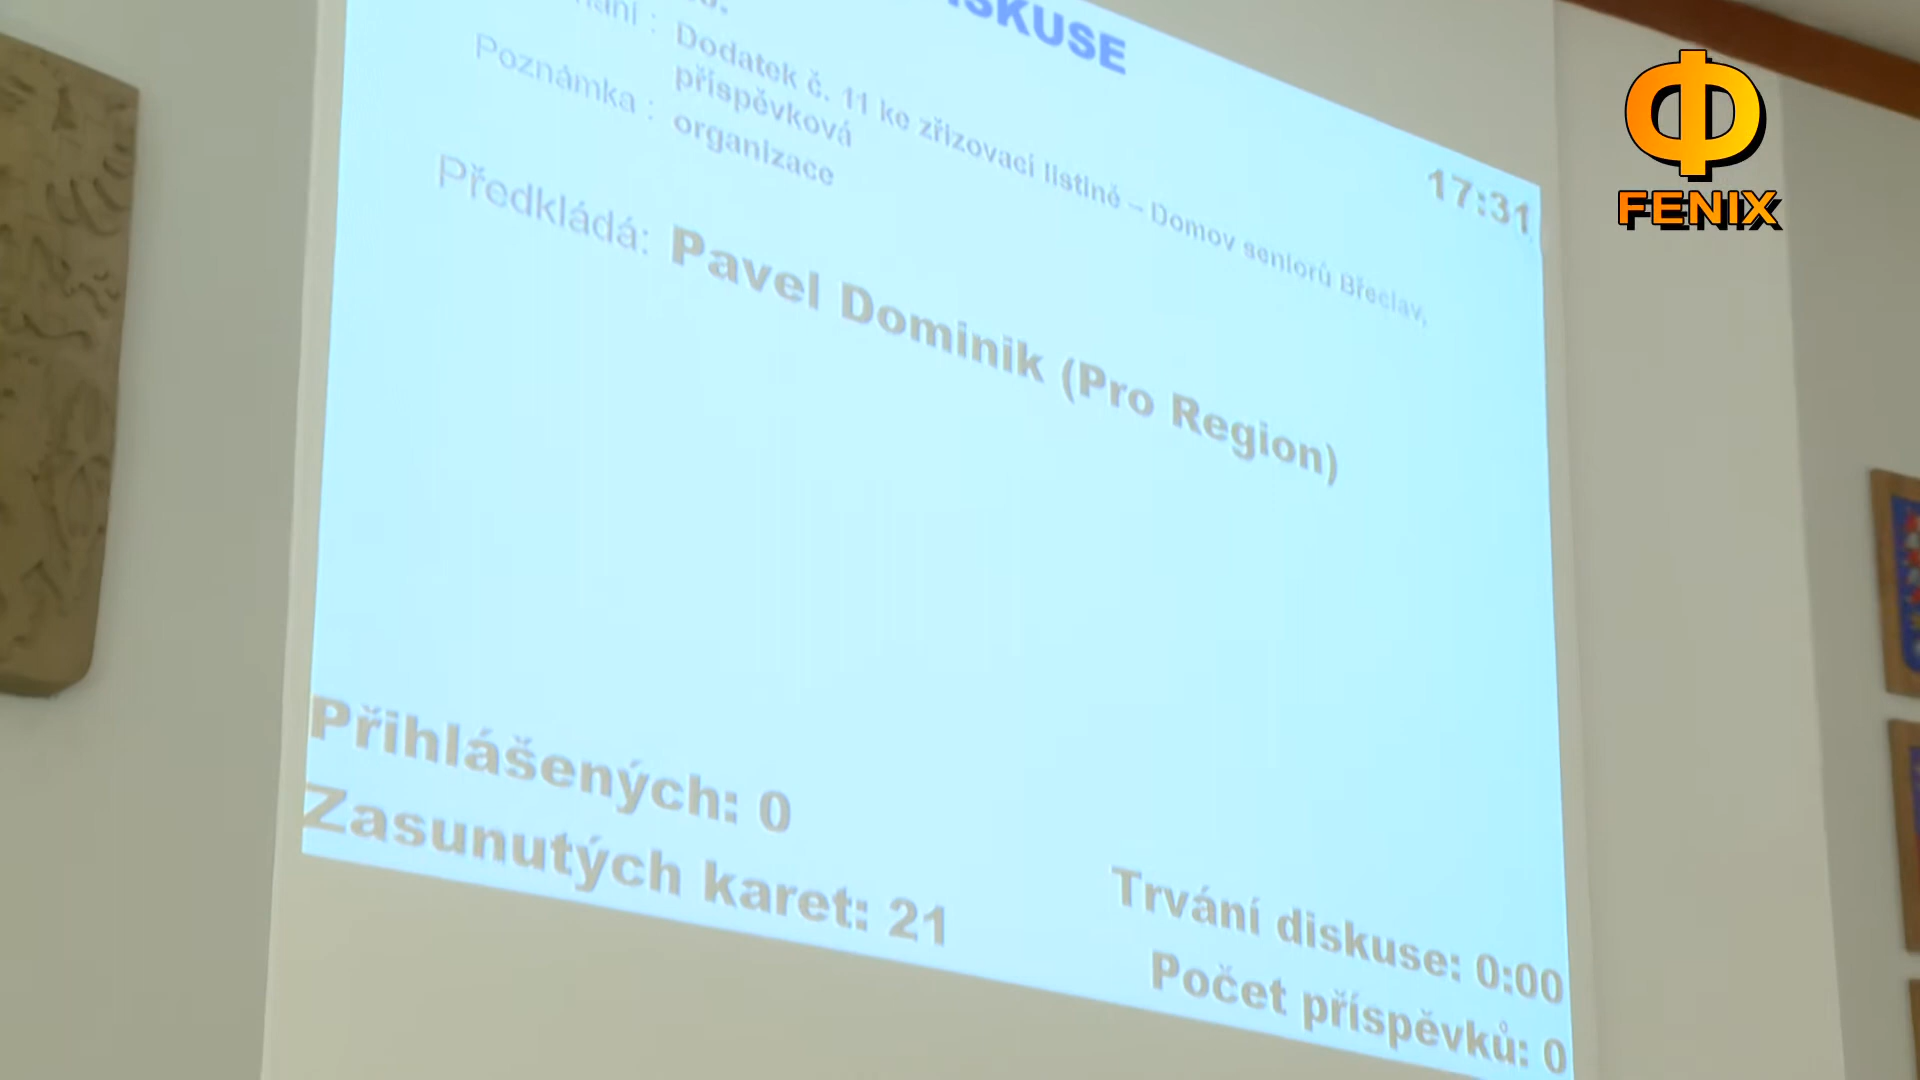 DISKUSE
Dodatek č. 11 ke zřizovací listině – Domov seniorů Břeclav,
příspěvková
Poznámka : organizace
17:31
Předkládá: Pavel Dominik (Pro Region)
Přihlášených: 0
Zasunutých karet: 21
Trvání diskuse: 0:00
Počet příspěvků: 0
FENIX